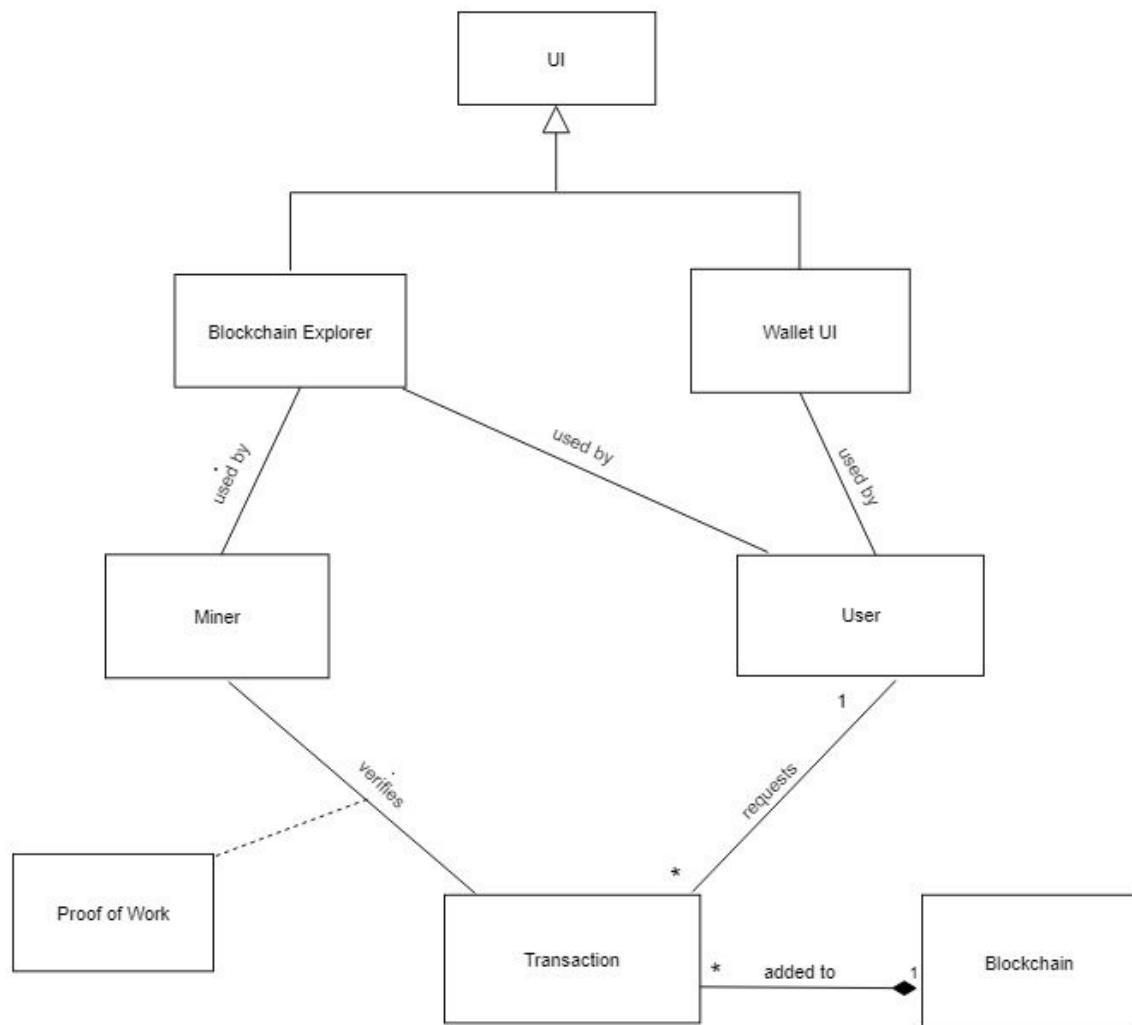 UI
Blockchain Explorer
Wallet UI
used by
used by
used by
Miner
User
1
verifies
requests
*
Proof of Work
Transaction
*
added to
1
Blockchain